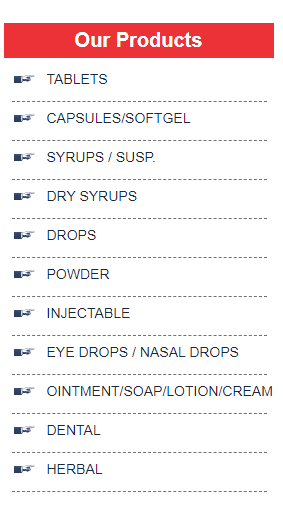 Our Products
TABLETS
CAPSULES/SOFTGEL
SYRUPS / SUSP.
DRY SYRUPS
DROPS
POWDER
INJECTABLE
EYE DROPS / NASAL DROPS
OINTMENT/SOAP/LOTION/CREAM
DENTAL
HERBAL